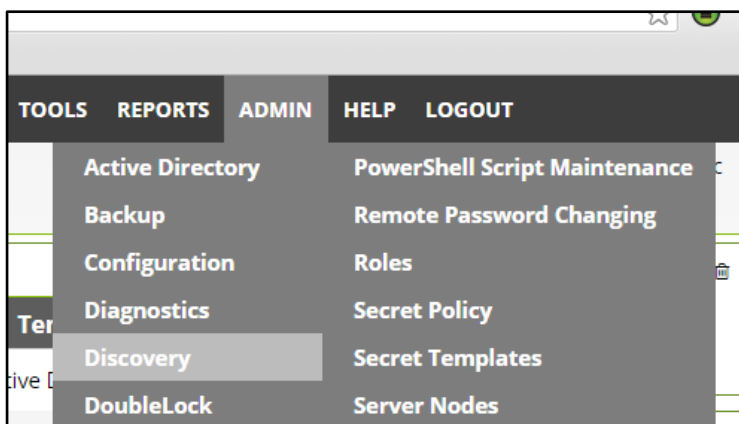 TOOLS REPORTS ADMIN HELP LOGOUT
Active Directory PowerShell Script Maintenance
Backup Remote Password Changing
Configuration Roles
Diagnostics Secret Policy
Discovery Secret Templates
DoubleLock Server Nodes